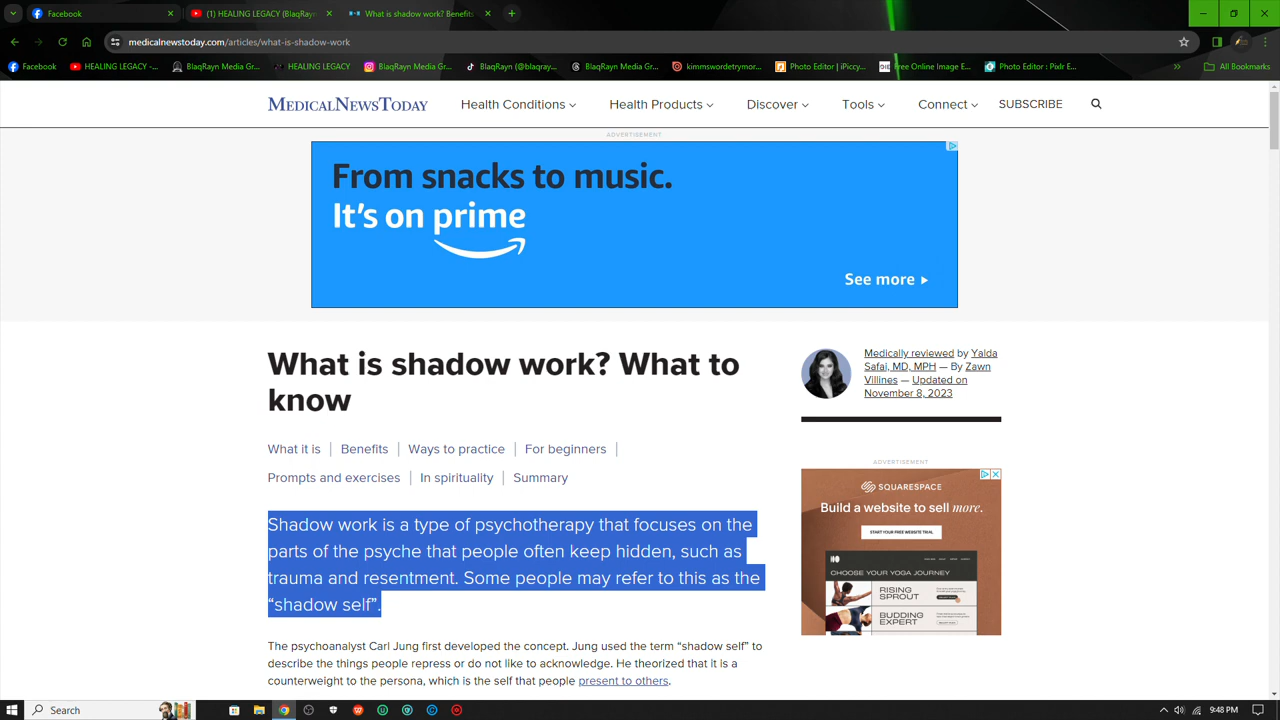 Facebook
(1) HEALING LEGACY (BlaqRayn
What is shadow work? Benefits
medicalnewstoday.com/articles/what-is-shadow-work
Facebook
HEALING LEGACY -...
BlaqRayn Media Gr...
HEALING LEGACY
BlaqRayn Media Gr...
BlaqRayn (@blaqray...
BlaqRayn Media Gr...
kimmswordetrymor...
Photo Editor | iPiccy...
Free Online Image E...
Photo Editor : Pixlr E...
All Bookmarks
MEDICALNEWSTODAY
Health Conditions
Health Products
Discover
Tools
Connect
SUBSCRIBE
ADVERTISEMENT
From snacks to music.
It's on prime
See more
What is shadow work? What to
know
What it is | Benefits | Ways to practice | For beginners |
Prompts and exercises | In spirituality | Summary
Shadow work is a type of psychotherapy that focuses on the
parts of the psyche that people often keep hidden, such as
trauma and resentment. Some people may refer to this as the
“shadow self”.
The psychoanalyst Carl Jung first developed the concept. Jung used the term “shadow self” to
describe the things people repress or do not like to acknowledge. He theorized that it is a
counterweight to the persona, which is the self that people present to others.
Medically reviewed by Yalda
Safai, MD, MPH — By Zawn
Villines — Updated on
November 8, 2023
ADVERTISEMENT
SQUARESPACE
Build a website to sell more.
START YOUR FREE WEBSITE TRIAL
CHOOSE YOUR YOGA JOURNEY
RISING
SPROUT
BUDDING
EXPERT
Search
9:48 PM